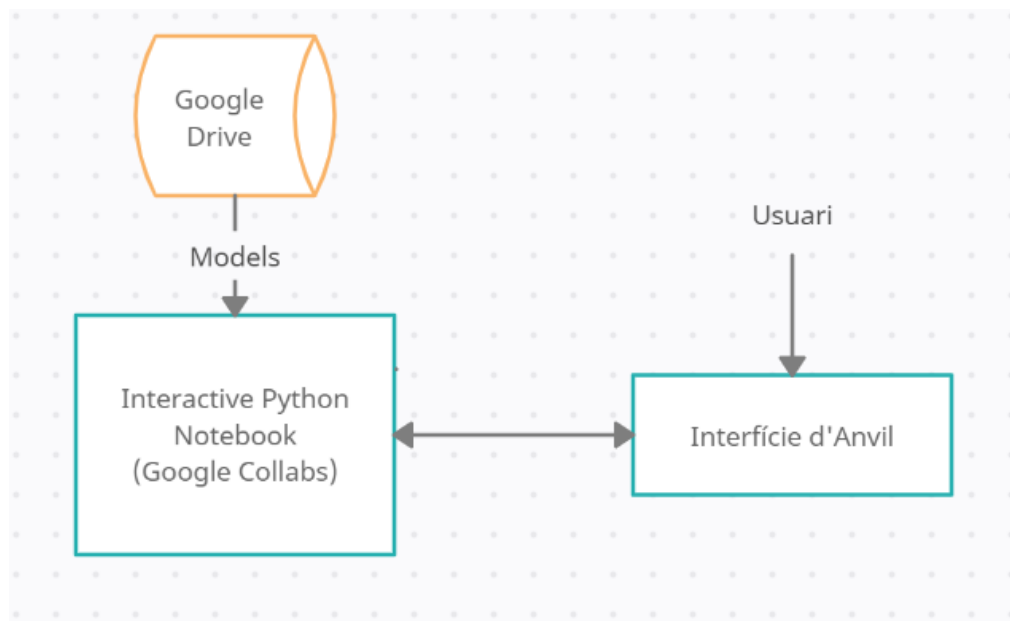 Google
Drive
Models
Usuari
Interactive Python
Notebook
(Google Collabs)
Interfície d'Anvil